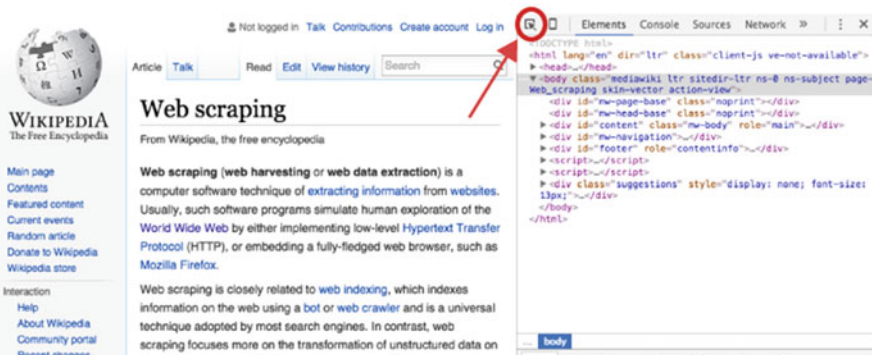 Not logged in Talk Contributions Create account Log in
Article Talk Read Edit View history Search
WIKIPEDIA
The Free Encyclopedia
Main page
Contents
Featured content
Current events
Random article
Donate to Wikipedia
Wikipedia store
Interaction
Help
About Wikipedia
Community portal
Recent changes
Web scraping
From Wikipedia, the free encyclopedia
Web scraping (web harvesting or web data extraction) is a
computer software technique of extracting information from websites.
Usually, such software programs simulate human exploration of the
World Wide Web by either implementing low-level Hypertext Transfer
Protocol (HTTP), or embedding a fully-fledged web browser, such as
Mozilla Firefox.
Web scraping is closely related to web indexing, which indexes
information on the web using a bot or web crawler and is a universal
technique adopted by most search engines. In contrast, web
scraping focuses more on the transformation of unstructured data on
Elements Console Sources Network »
<!DOCTYPE html>
<html lang="en" dir="ltr" class="client-js ve-not-available">
<head>…</head>
<body class="mediawiki ltr sitedir-ltr ns-0 ns-subject page-
Web_scraping skin-vector action-view">
<div id="mw-page-base" class="noprint"></div>
<div id="mw-head-base" class="noprint"></div>
<div id="content" class="mw-body" role="main">…</div>
<div id="mw-navigation">…</div>
<div id="footer" role="contentinfo">…</div>
<script>…</script>
<script>…</script>
<div class="suggestions" style="display: none; font-size:
13px;">…</div>
</body>
</html>
... body